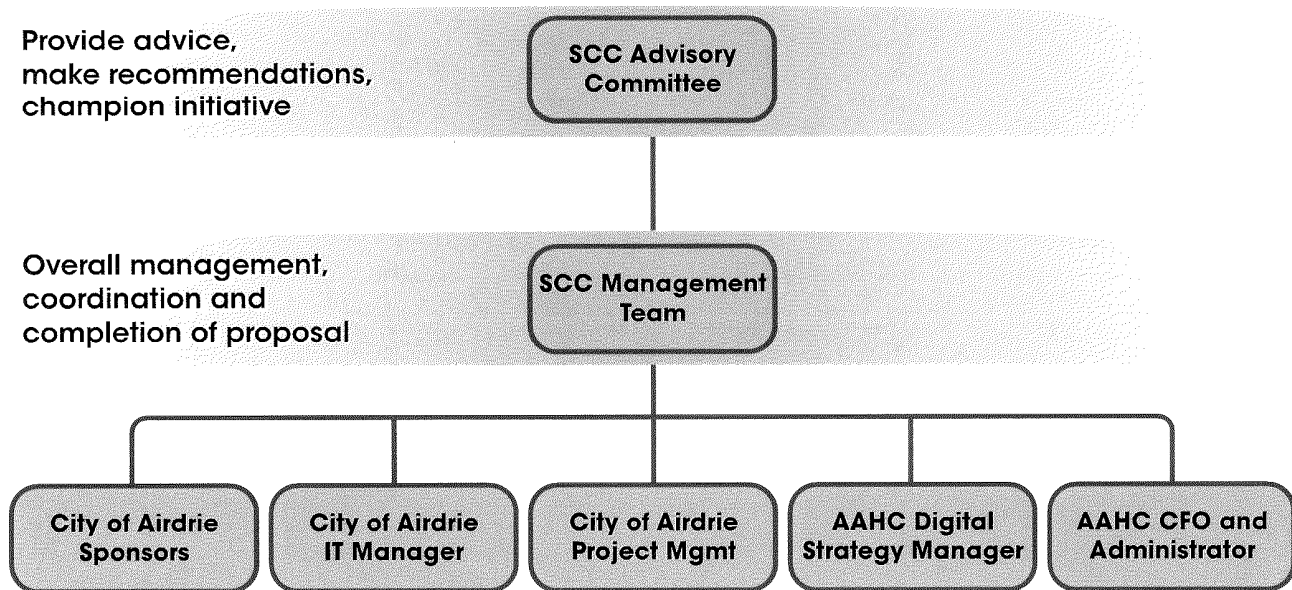 Provide advice,
make recommendations,
champion initiative
SCC Advisory
Committee
Overall management,
coordination and
completion of proposal
SCC Management
Team
City of Airdrie
Sponsors
City of Airdrie
IT Manager
City of Airdrie
Project Mgmt
AAHC Digital
Strategy Manager
AAHC CFO and
Administrator